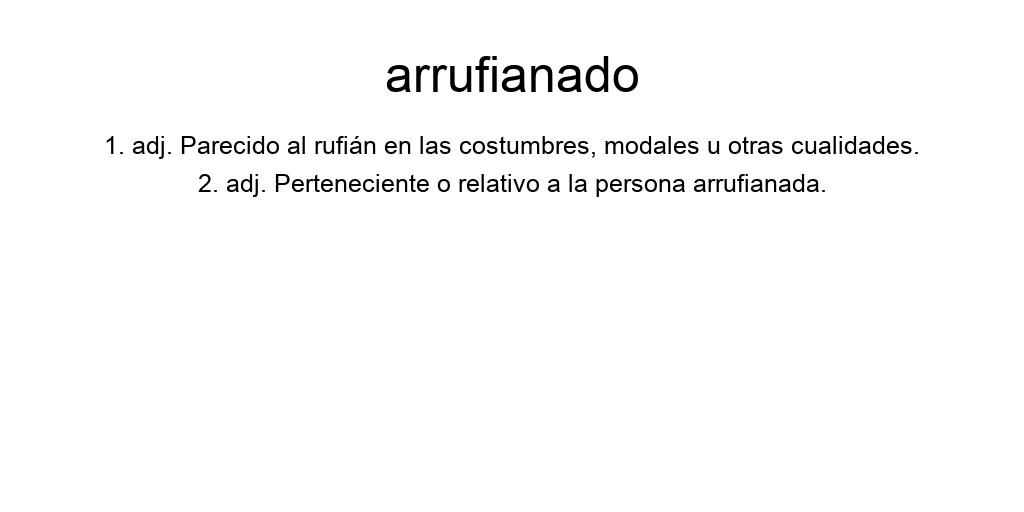 arrufianado
1. adj. Parecido al rufián en las costumbres, modales u otras cualidades.
2. adj. Perteneciente o relativo a la persona arrufianada.